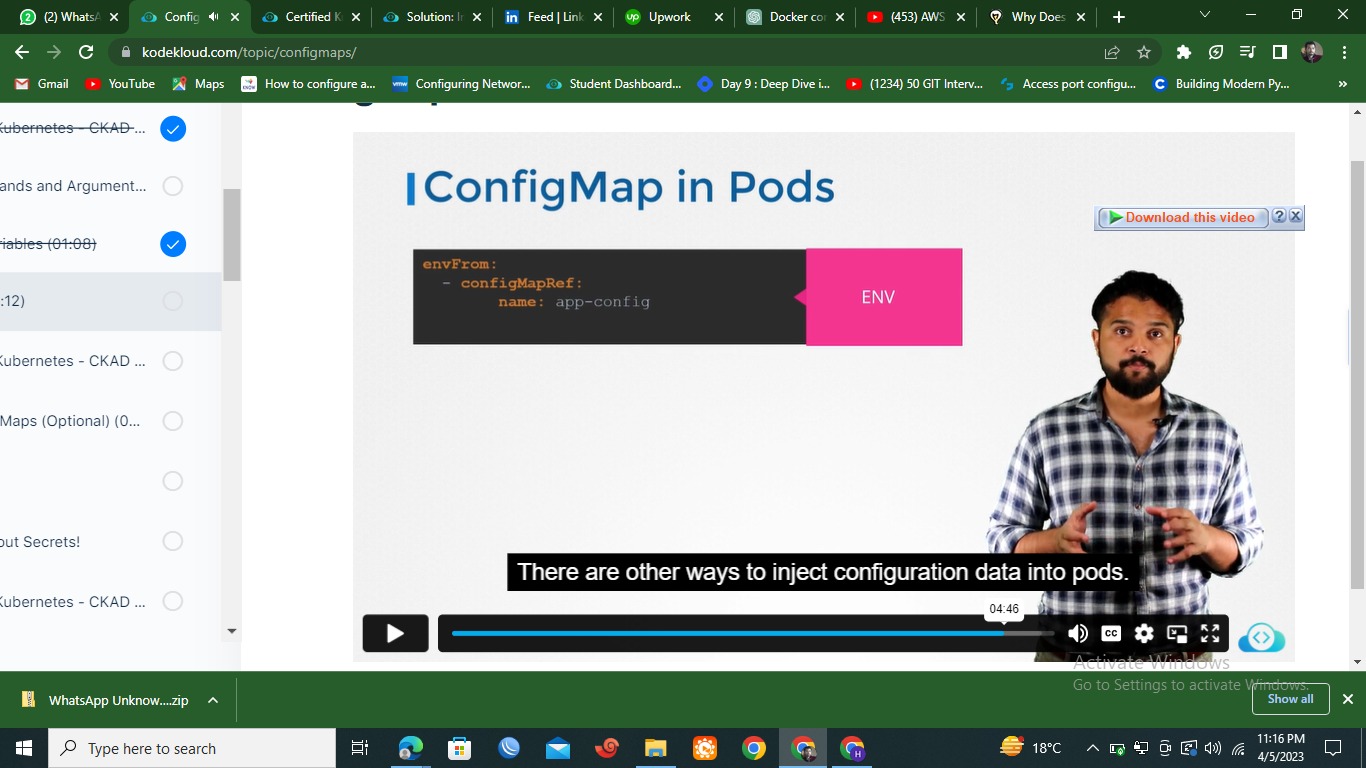 (2) WhatsA
Config
Certified K
Solution: I
Feed | Link
Upwork
Docker co
(453) AWS
Why Does
kodekloud.com/topic/configmaps/
Gmail
YouTube
Maps
How to configure a...
Configuring Networ...
Student Dashboard...
Day 9 : Deep Dive i...
(1234) 50 GIT Interv...
Access port configu...
Building Modern Py...
»
Kubernetes - CKAD ...
ands and Argument...
riables (01:08)
:12)
Kubernetes - CKAD ...
Maps (Optional) (0...
out Secrets!
Kubernetes - CKAD ...
ConfigMap in Pods
Download this video
? X
envFrom:
- configMapRef:
name: app-config
ENV
There are other ways to inject configuration data into pods.
04:46
CC
Activate Windows
Go to Settings to activate Windows.
WhatsApp Unknow....zip
Show all
Type here to search
18°C
11:16 PM
4/5/2023